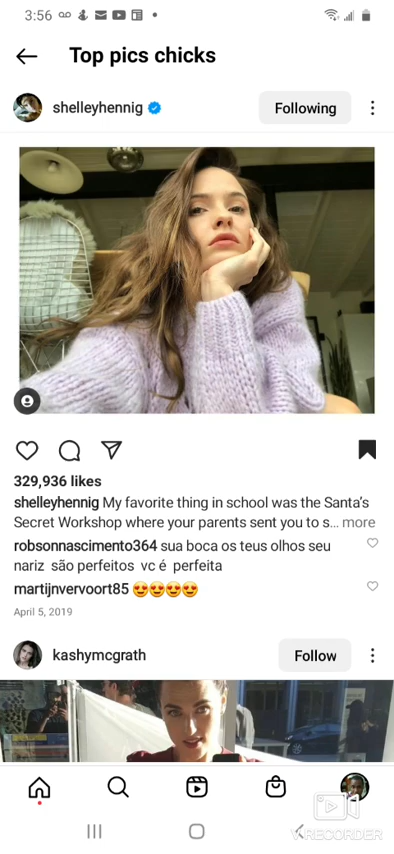 3:56
Top pics chicks
shelleyhennig
Following
329,936 likes
shelleyhennig My favorite thing in school was the Santa's
Secret Workshop where your parents sent you to s... more
robsonnascimento364 sua boca os teus olhos seu
nariz são perfeitos vc é perfeita
martijnvervoort85 😍😍😍😍
April 5, 2019
kashymcgrath
Follow
V RECORDER